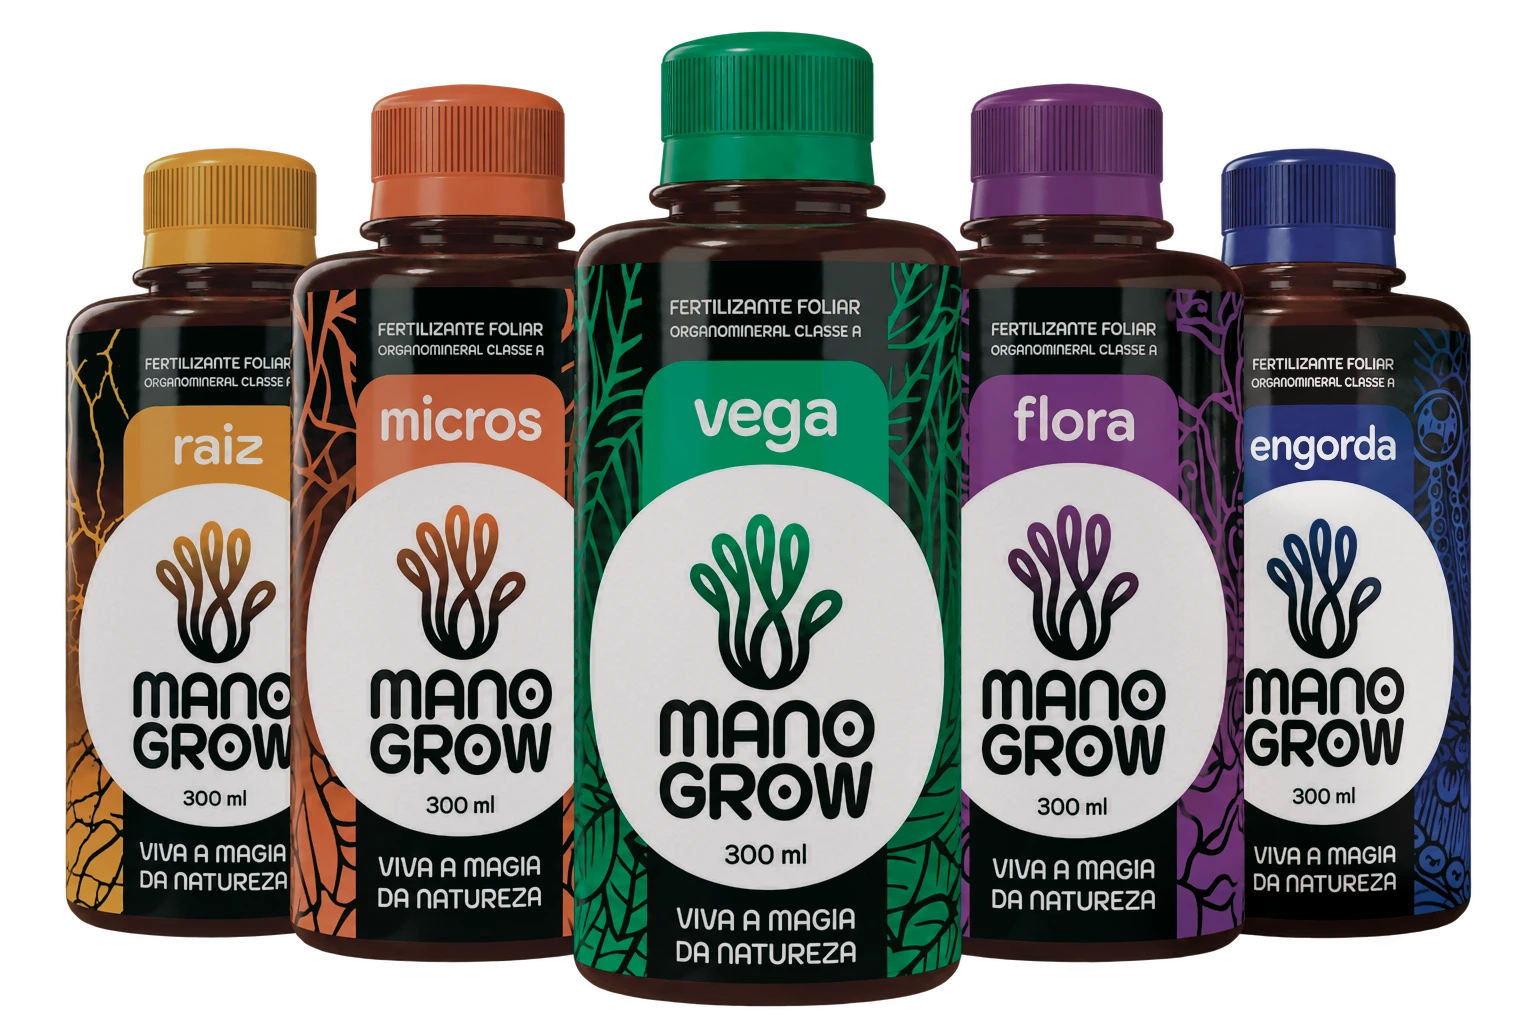 FERTILIZANTE FOLIAR
ORGANOMINERAL CLASSE A
raiz
MANO
GROW
300 ml
VIVA A MAGIA
DA NATUREZA
FERTILIZANTE FOLIAR
ORGANOMINERAL CLASSE A
micros
MANO
GROW
300 ml
VIVA A MAGIA
DA NATUREZA
FERTILIZANTE FOLIAR
ORGANOMINERAL CLASSE A
vega
MANO
GROW
300 ml
VIVA A MAGIA
DA NATUREZA
FERTILIZANTE FOLIAR
ORGANOMINERAL CLASSE A
flora
MANO
GROW
300 ml
VIVA A MAGIA
DA NATUREZA
FERTILIZANTE FOLIAR
ORGANOMINERAL CLASSE A
engorda
MANO
GROW
300 ml
VIVA A MAGIA
DA NATUREZA